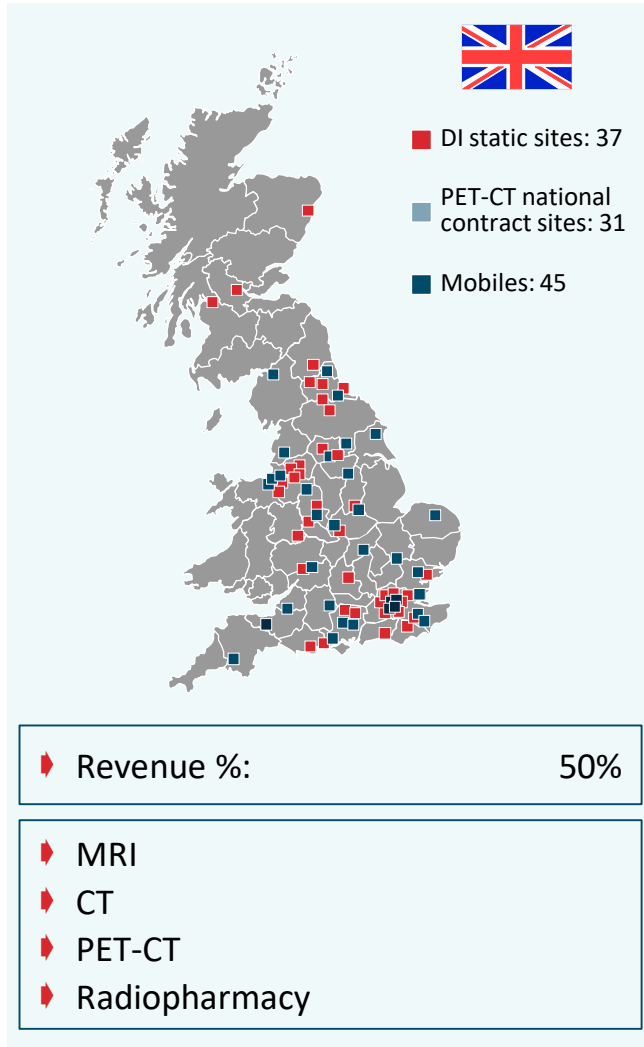 DI static sites: 37
PET-CT national
contract sites: 31
Mobiles: 45
Revenue %: 50%
MRI
CT
PET-CT
Radiopharmacy